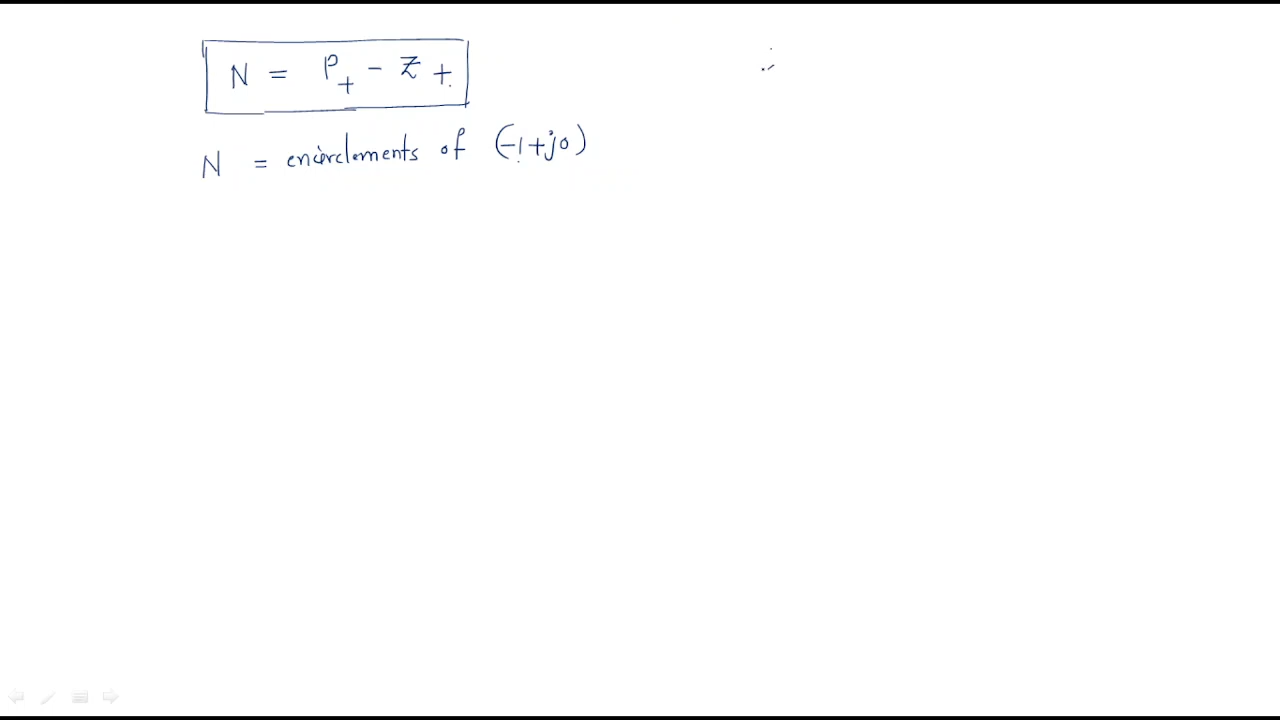 N = P+ - Z+
N = encirclements of (-1+j0)